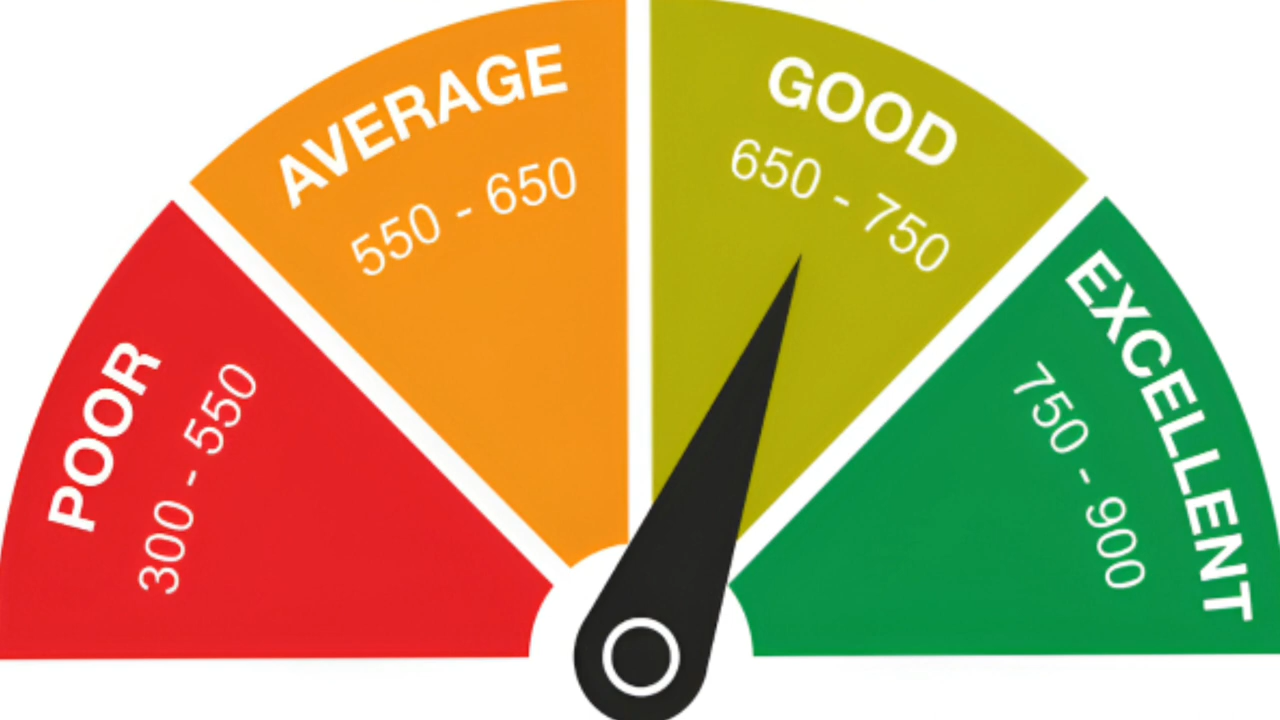 POOR
300 - 550
AVERAGE
550 - 650
GOOD
650 - 750
EXCELLENT
750 - 900